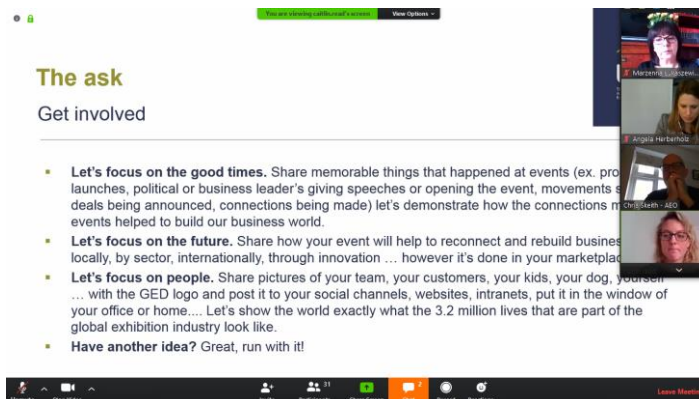 You are viewing caitlin.read's screen View Options
The ask
Get involved
Marzenna
Angela Herberholz
Chris Skeith - AEO
▪ Let's focus on the good times. Share memorable things that happened at events (ex. pro
launches, political or business leader's giving speeches or opening the event, movements s
deals being announced, connections being made) let's demonstrate how the connections m
events helped to build our business world.
▪ Let's focus on the future. Share how your event will help to reconnect and rebuild busines
locally, by sector, internationally, through innovation … however it's done in your marketplac
▪ Let's focus on people. Share pictures of your team, your customers, your kids, your dog, yourself
… with the GED logo and post it to your social channels, websites, intranets, put it in the window of
your office or home.... Let's show the world exactly what the 3.2 million lives that are part of the
global exhibition industry look like.
▪ Have another idea? Great, run with it!
31
2
Leave Meeting